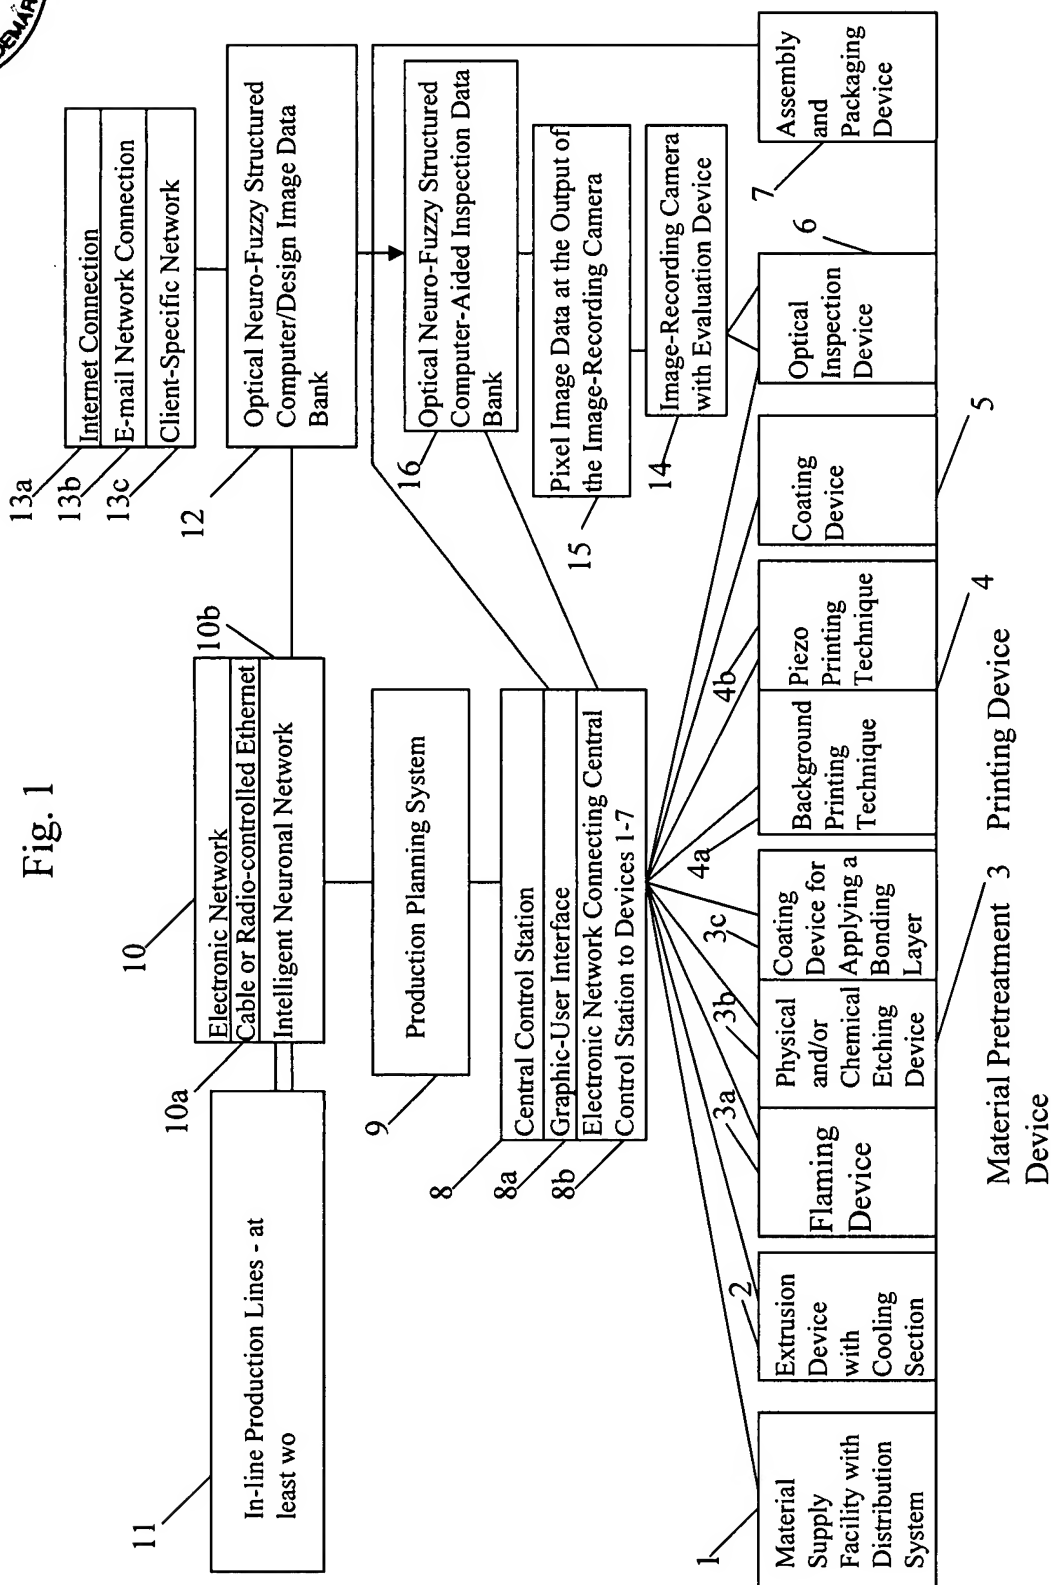 DEMAR
Fig. 1
13a
Internet Connection
13b
E-mail Network Connection
13c
Client-Specific Network
10
Electronic Network
Cable or Radio-controlled Ethernet
Intelligent Neuronal Network
10a
10b
11
In-line Production Lines - at
least wo
12
Optical Neuro-Fuzzy Structured
Computer/Design Image Data
Bank
9
Production Planning System
16
Optical Neuro-Fuzzy Structured
Computer-Aided Inspection Data
Bank
8
Central Control Station
8a
Graphic-User Interface
8b
Electronic Network Connecting Central
Control Station to Devices 1-7
15
Pixel Image Data at the Output of
the Image-Recording Camera
14
Image-Recording Camera
with Evaluation Device
1
Material
Supply
Facility with
Distribution
System
2
Extrusion
Device
with
Cooling
Section
3a
Flaming
Device
3b
Physical
and/or
Chemical
Etching
Device
3c
Coating
Device for
Applying a
Bonding
Layer
4a
Background
Printing
Technique
4b
Piezo
Printing
Technique
Coating
Device
5
Optical
Inspection
Device
6
Assembly
and
Packaging
Device
7
Material Pretreatment 3
Device
Printing Device
4